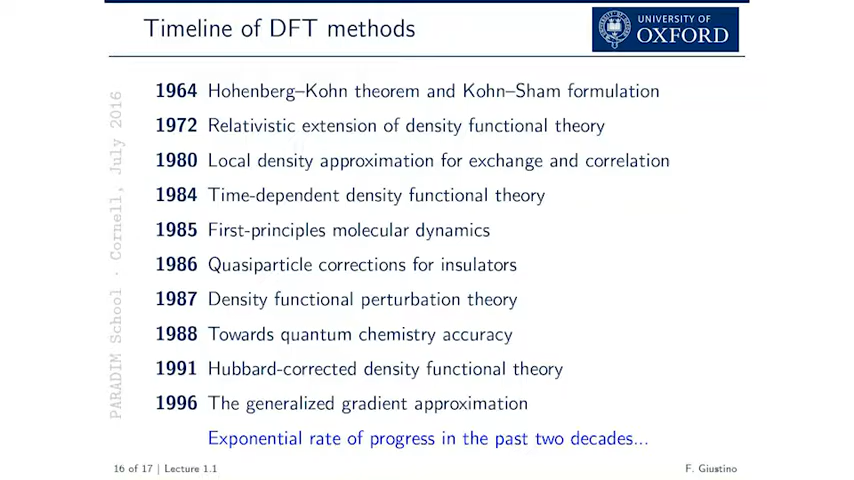 Timeline of DFT methods
UNIVERSITY OF
OXFORD
PARADIM School · Cornell, July 2016
1964 Hohenberg–Kohn theorem and Kohn–Sham formulation
1972 Relativistic extension of density functional theory
1980 Local density approximation for exchange and correlation
1984 Time-dependent density functional theory
1985 First-principles molecular dynamics
1986 Quasiparticle corrections for insulators
1987 Density functional perturbation theory
1988 Towards quantum chemistry accuracy
1991 Hubbard-corrected density functional theory
1996 The generalized gradient approximation
Exponential rate of progress in the past two decades...
16 of 17 | Lecture 1.1
F. Giustino